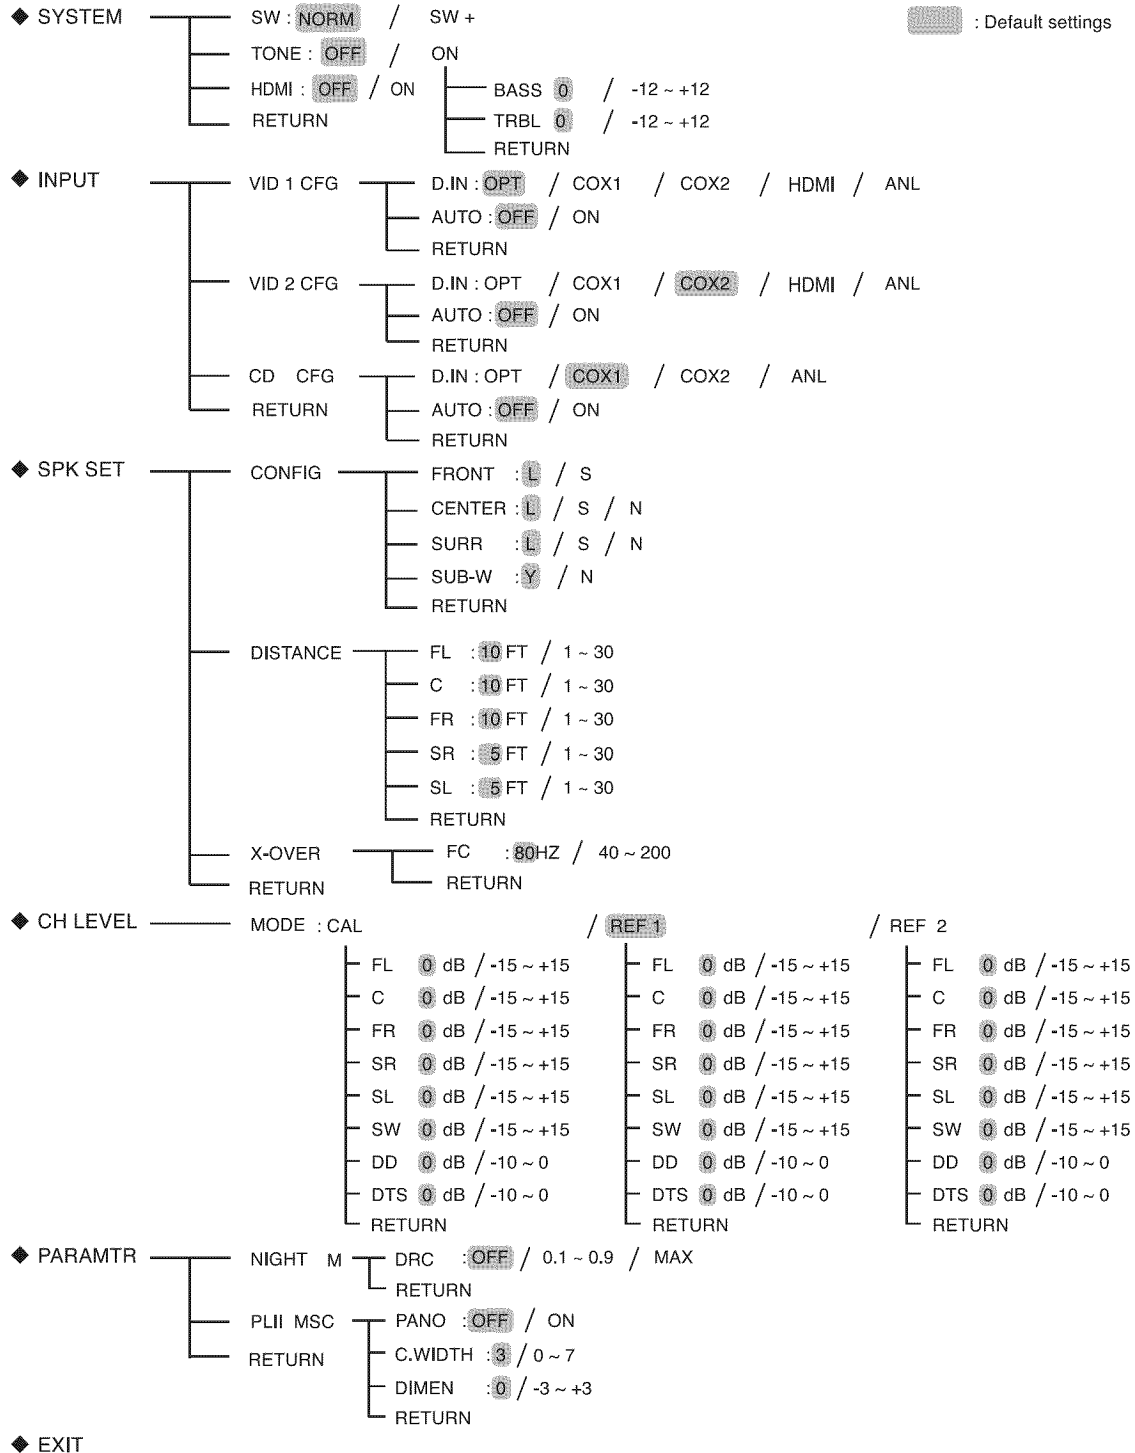 ◆ SYSTEM SW : NORM / SW + : Default settings
TONE : OFF / ON
HDMI : OFF / ON BASS 0 / -12 ~ +12
RETURN TRBL 0 / -12 ~ +12
RETURN
◆ INPUT VID 1 CFG D.IN : OPT / COX1 / COX2 / HDMI / ANL
AUTO : OFF / ON
RETURN
VID 2 CFG D.IN : OPT / COX1 / COX2 / HDMI / ANL
AUTO : OFF / ON
RETURN
CD CFG D.IN : OPT / COX1 / COX2 / ANL
RETURN AUTO : OFF / ON
RETURN
◆ SPK SET CONFIG FRONT : L / S
CENTER : L / S / N
SURR : L / S / N
SUB-W : Y / N
RETURN
DISTANCE FL : 10 FT / 1 ~ 30
C : 10 FT / 1 ~ 30
FR : 10 FT / 1 ~ 30
SR : 5 FT / 1 ~ 30
SL : 5 FT / 1 ~ 30
RETURN
X-OVER FC : 80HZ / 40 ~ 200
RETURN RETURN
◆ CH LEVEL MODE : CAL / REF 1 / REF 2
FL 0 dB / -15 ~ +15 FL 0 dB / -15 ~ +15 FL 0 dB / -15 ~ +15
C 0 dB / -15 ~ +15 C 0 dB / -15 ~ +15 C 0 dB / -15 ~ +15
FR 0 dB / -15 ~ +15 FR 0 dB / -15 ~ +15 FR 0 dB / -15 ~ +15
SR 0 dB / -15 ~ +15 SR 0 dB / -15 ~ +15 SR 0 dB / -15 ~ +15
SL 0 dB / -15 ~ +15 SL 0 dB / -15 ~ +15 SL 0 dB / -15 ~ +15
SW 0 dB / -15 ~ +15 SW 0 dB / -15 ~ +15 SW 0 dB / -15 ~ +15
DD 0 dB / -10 ~ 0 DD 0 dB / -10 ~ 0 DD 0 dB / -10 ~ 0
DTS 0 dB / -10 ~ 0 DTS 0 dB / -10 ~ 0 DTS 0 dB / -10 ~ 0
RETURN RETURN RETURN
◆ PARAMTR NIGHT M DRC : OFF / 0.1 ~ 0.9 / MAX
RETURN
PLII MSC PANO : OFF / ON
RETURN C.WIDTH : 3 / 0 ~ 7
DIMEN : 0 / -3 ~ +3
RETURN
◆ EXIT